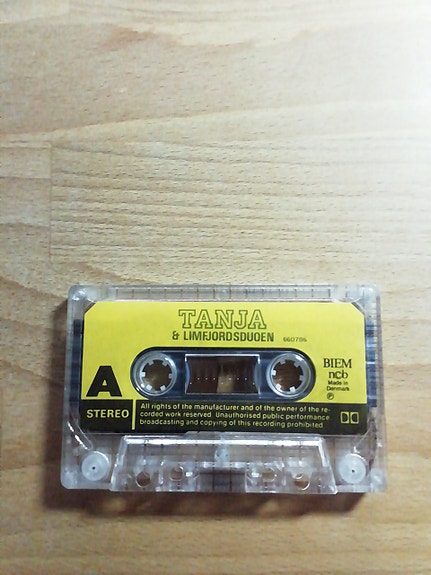 TANJA
& LIMFJORDSDUOEN 660786
BIEM
ncb
Made in
Denmark
℗
A
STEREO
All rights of the manufacturer and of the owner of the re-
corded work reserved. Unauthorised public performance
broadcasting and copying of this recording prohibited.